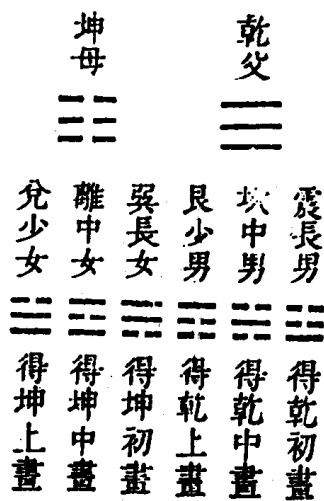 乾父
坤母
震長男
坎中男
艮少男
巽長女
離中女
兌少女
得乾初畫
得乾中畫
得乾上畫
得坤初畫
得坤中畫
得坤上畫